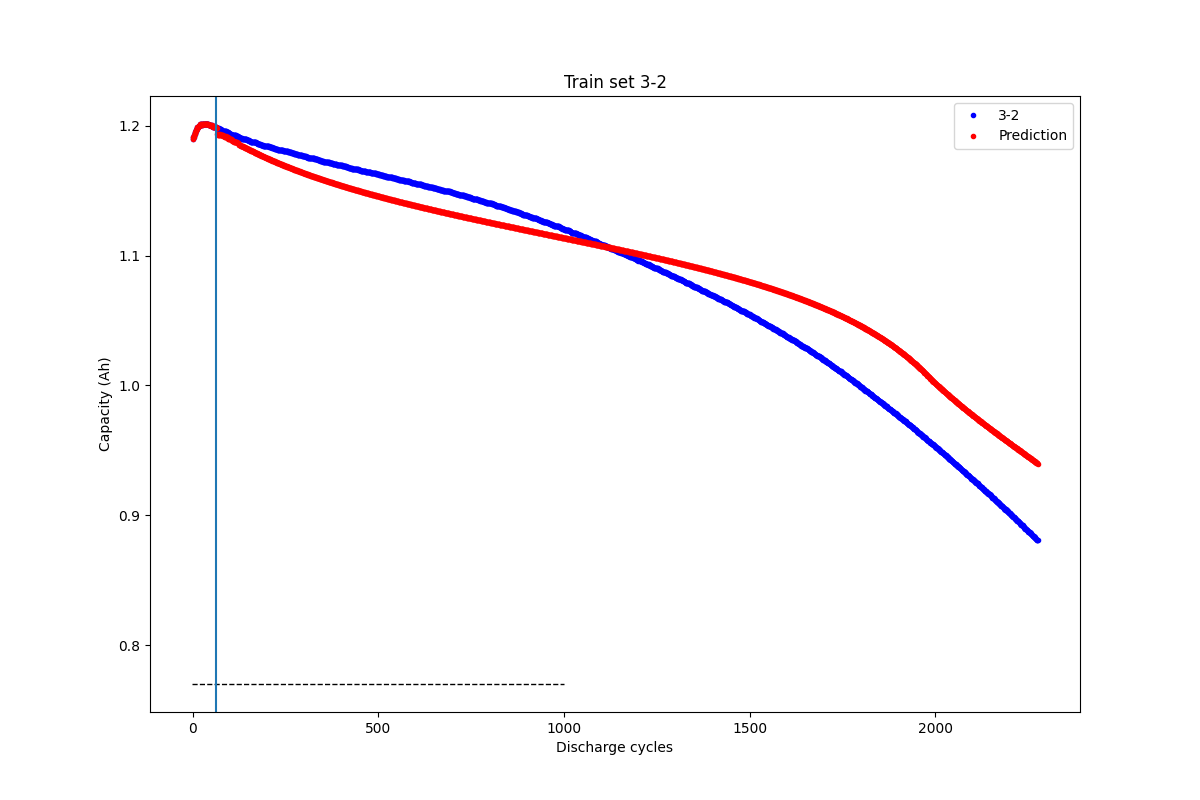 Train set 3-2
3-2
Prediction
1.2
1.1
1.0
0.9
0.8
Capacity (Ah)
0
500
1000
1500
2000
Discharge cycles